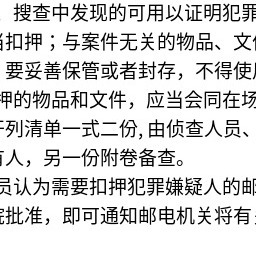 、搜查中发现的可用以证明犯罪
当扣押；与案件无关的物品、文
要妥善保管或者封存，不得使
押的物品和文件，应当会同在场
列清单一式二份,由侦查人员、
有人，另一份附卷备查。
员认为需要扣押犯罪嫌疑人的邮
院批准，即可通知邮电机关将有